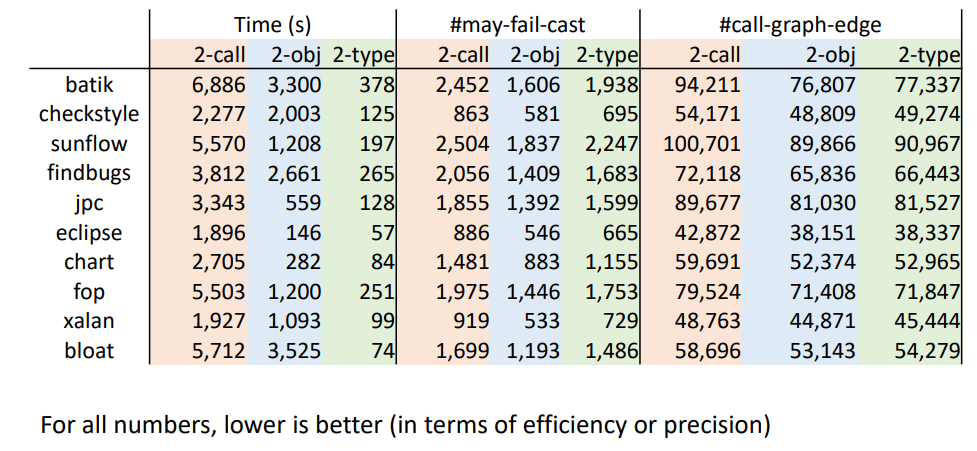 Time (s) #may-fail-cast #call-graph-edge
2-call 2-obj 2-type 2-call 2-obj 2-type 2-call 2-obj 2-type
batik 6,886 3,300 378 2,452 1,606 1,938 94,211 76,807 77,337
checkstyle 2,277 2,003 125 863 581 695 54,171 48,809 49,274
sunflow 5,570 1,208 197 2,504 1,837 2,247 100,701 89,866 90,967
findbugs 3,812 2,661 265 2,056 1,409 1,683 72,118 65,836 66,443
jpc 3,343 559 128 1,855 1,392 1,599 89,677 81,030 81,527
eclipse 1,896 146 57 886 546 665 42,872 38,151 38,337
chart 2,705 282 84 1,481 883 1,155 59,691 52,374 52,965
fop 5,503 1,200 251 1,975 1,446 1,753 79,524 71,408 71,847
xalan 1,927 1,093 99 919 533 729 48,763 44,871 45,444
bloat 5,712 3,525 74 1,699 1,193 1,486 58,696 53,143 54,279
For all numbers, lower is better (in terms of efficiency or precision)